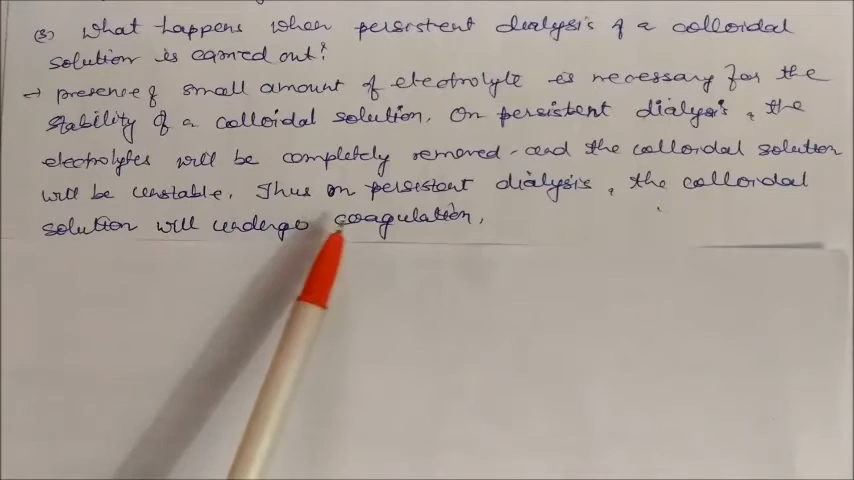 (3) What happens when persistent dialysis of a colloidal
solution is carried out?
→ presence of small amount of electrolyte is necessary for the
stability of a colloidal solution. On persistent dialysis, the
electrolytes will be completely removed and the colloidal solution
will be unstable. Thus on persistent dialysis, the colloidal
solution will undergo coagulation.